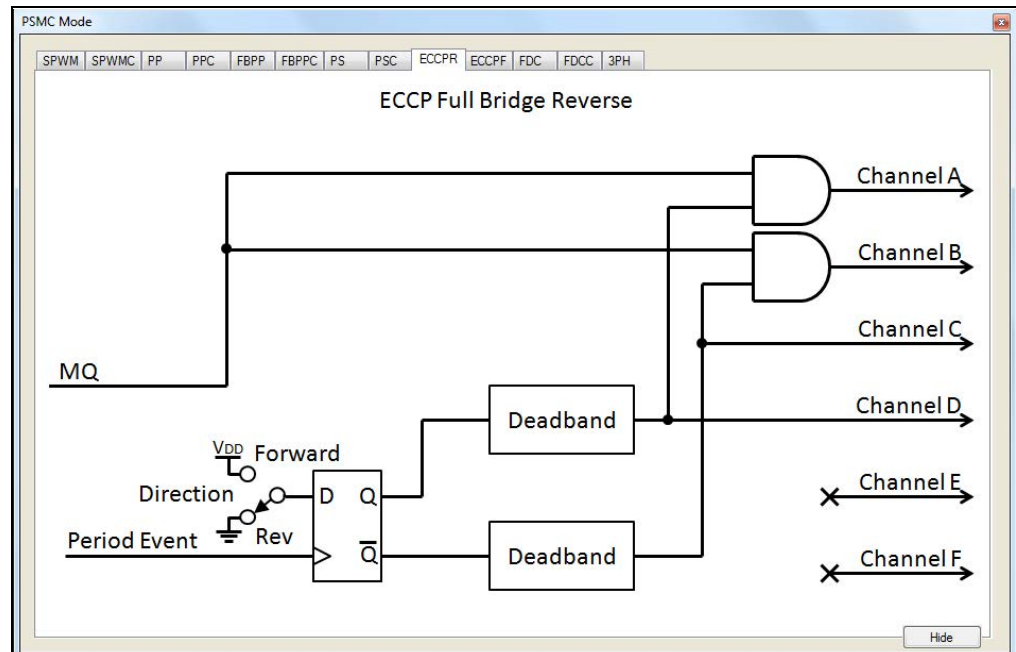 PSMC Mode
x
SPWM SPWMC PP PPC FBPP FBPPC PS PSC ECCPR ECCPF FDC FDCC 3PH
ECCP Full Bridge Reverse
Channel A
Channel B
Channel C
MQ
Deadband
Channel D
VDD Forward
Direction
D Q
Channel E
Period Event
Rev
Q̅
Deadband
Channel F
Hide